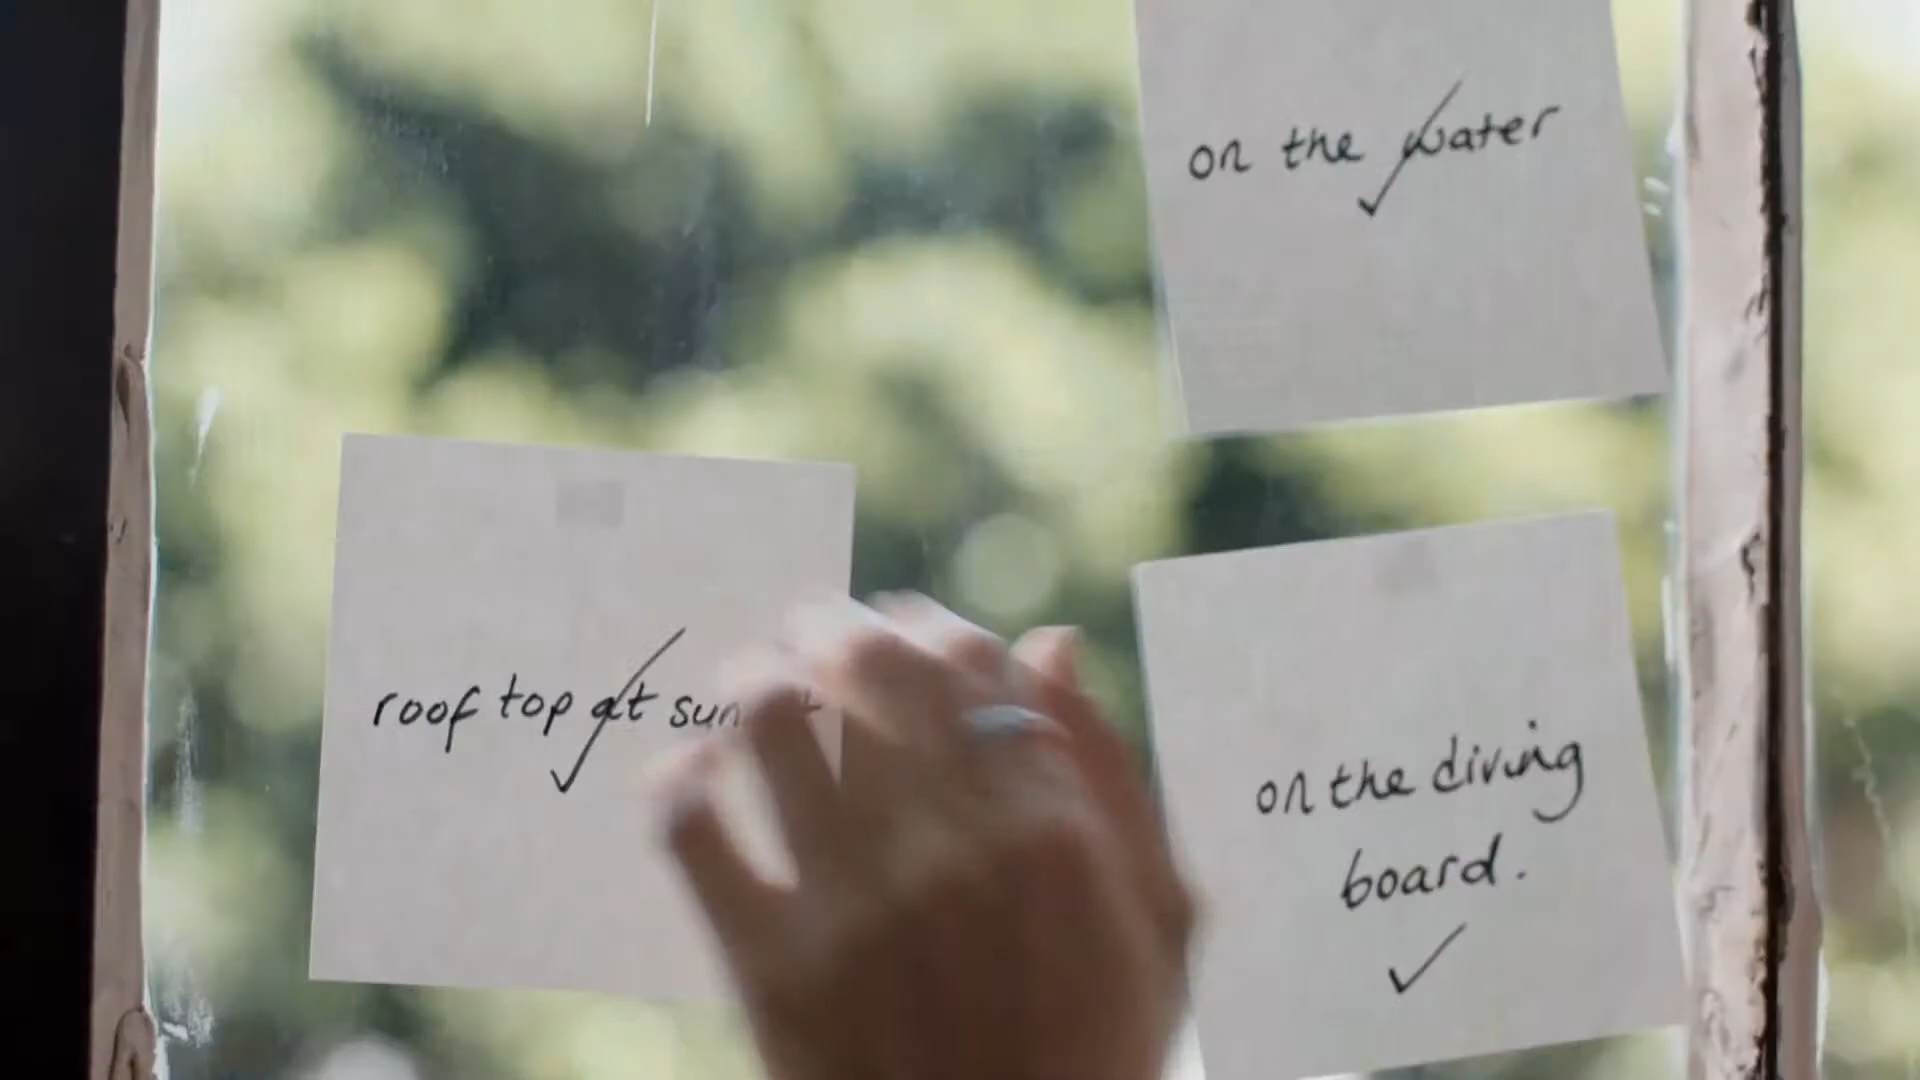 on the water
roof top at
on the diving
board.